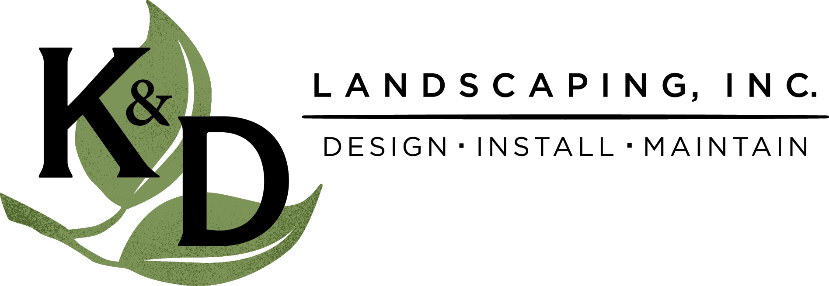 K&D
LANDSCAPING, INC.
DESIGN · INSTALL · MAINTAIN